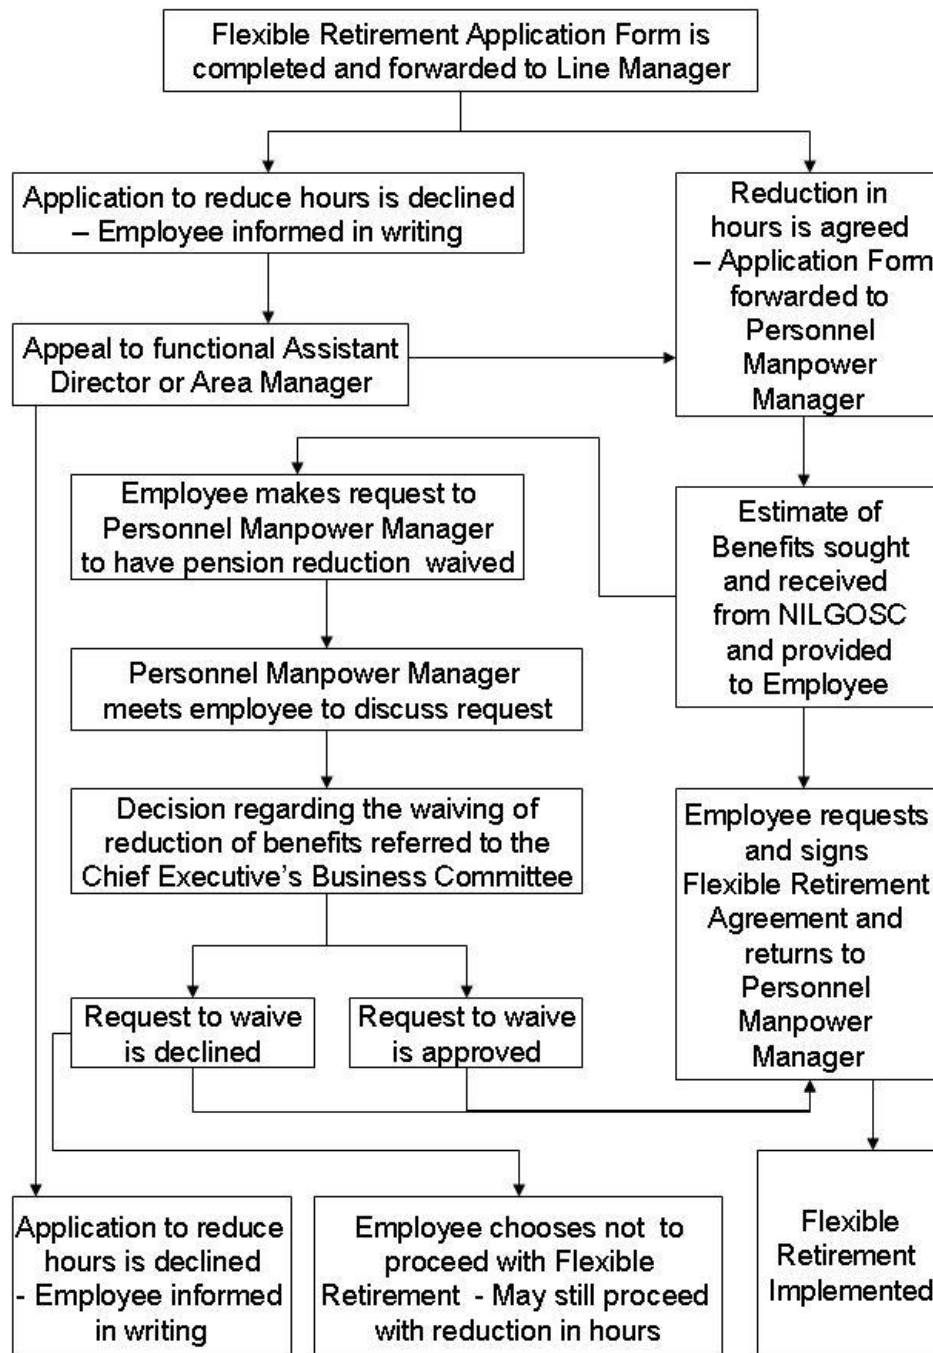 Flexible Retirement Application Form is
completed and forwarded to Line Manager
Application to reduce hours is declined
– Employee informed in writing
Reduction in
hours is agreed
– Application Form
forwarded to
Personnel
Manpower
Manager
Appeal to functional Assistant
Director or Area Manager
Employee makes request to
Personnel Manpower Manager
to have pension reduction waived
Estimate of
Benefits sought
and received
from NILGOSC
and provided
to Employee
Personnel Manpower Manager
meets employee to discuss request
Decision regarding the waiving of
reduction of benefits referred to the
Chief Executive's Business Committee
Employee requests
and signs
Flexible Retirement
Agreement and
returns to
Personnel
Manpower
Manager
Request to waive
is declined
Request to waive
is approved
Application to reduce
hours is declined
- Employee informed
in writing
Employee chooses not to
proceed with Flexible
Retirement - May still proceed
with reduction in hours
Flexible
Retirement
Implemented